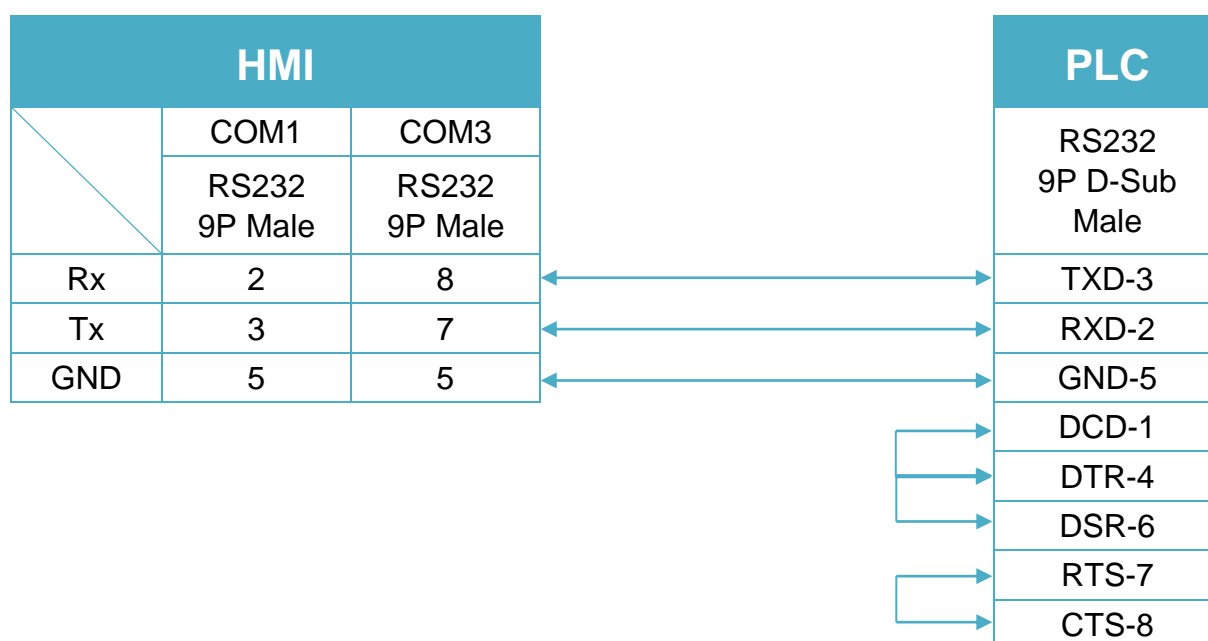 HMI
PLC
COM1
COM3
RS232
9P Male
RS232
9P Male
RS232
9P D-Sub
Male
Rx
2
8
TXD-3
Tx
3
7
RXD-2
GND
5
5
GND-5
DCD-1
DTR-4
DSR-6
RTS-7
CTS-8